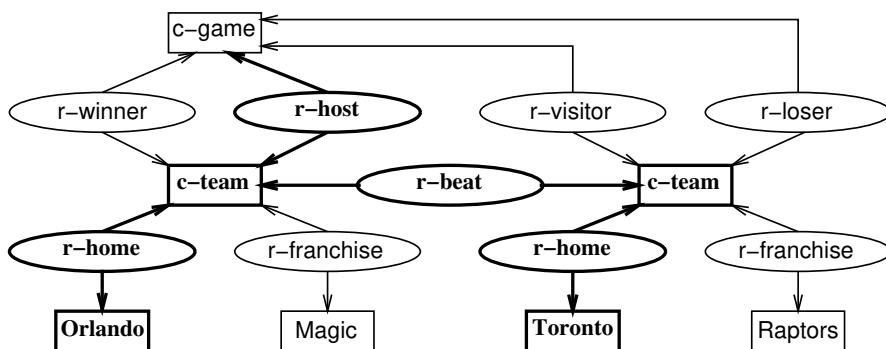 c-game
r-winner
r-host
r-visitor
r-loser
c-team
r-beat
c-team
r-home
r-franchise
r-home
r-franchise
Orlando
Magic
Toronto
Raptors